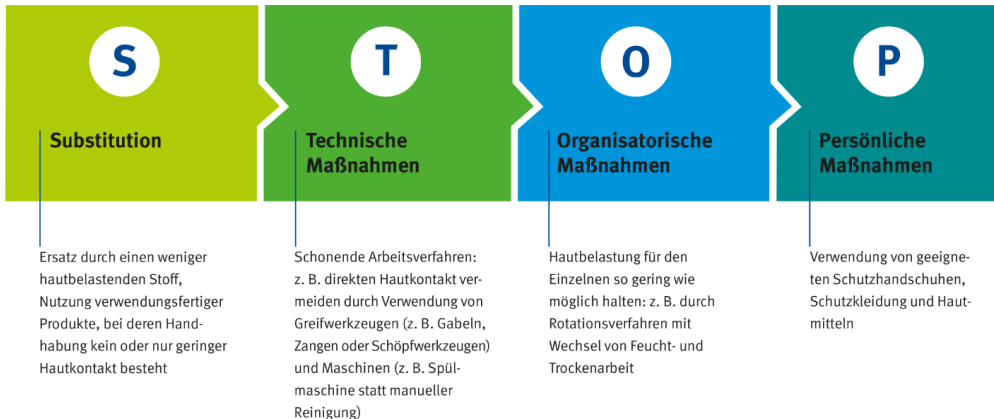 S
Substitution
Ersatz durch einen weniger
hautbelastenden Stoff,
Nutzung verwendungsfertiger
Produkte, bei deren Hand-
habung kein oder nur geringer
Hautkontakt besteht
T
Technische
Maßnahmen
Schonende Arbeitsverfahren:
z. B. direkten Hautkontakt ver-
meiden durch Verwendung von
Greifwerkzeugen (z. B. Gabeln,
Zangen oder Schöpfwerkzeugen)
und Maschinen (z. B. Spül-
maschine statt manueller
Reinigung)
O
Organisatorische
Maßnahmen
Hautbelastung für den
Einzelnen so gering wie
möglich halten: z. B. durch
Rotationsverfahren mit
Wechsel von Feucht- und
Trockenarbeit
P
Persönliche
Maßnahmen
Verwendung von geeigne-
ten Schutzhandschuhen,
Schutzkleidung und Haut-
mitteln